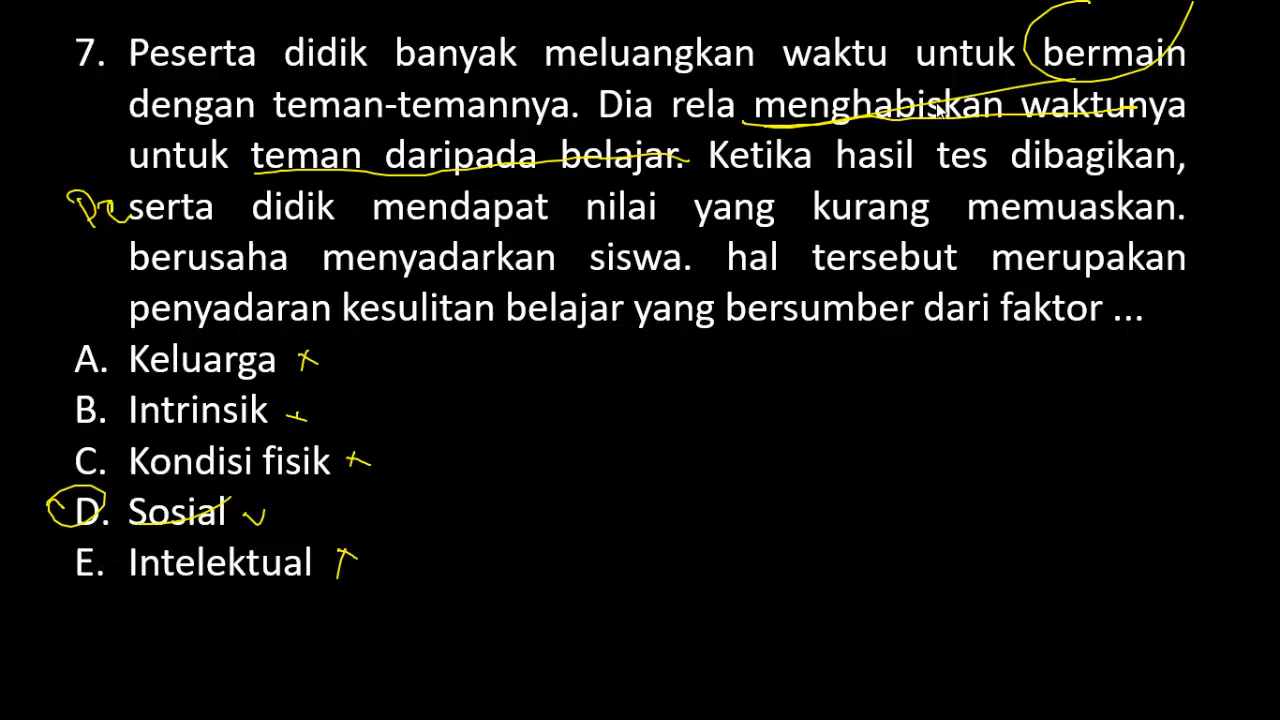 7. Peserta didik banyak meluangkan waktu untuk bermain
dengan teman-temannya. Dia rela menghabiskan waktunya
untuk teman daripada belajar. Ketika hasil tes dibagikan,
Peserta didik mendapat nilai yang kurang memuaskan.
berusaha menyadarkan siswa. hal tersebut merupakan
penyadaran kesulitan belajar yang bersumber dari faktor ...
A. Keluarga
B. Intrinsik
C. Kondisi fisik
D. Sosial
E. Intelektual